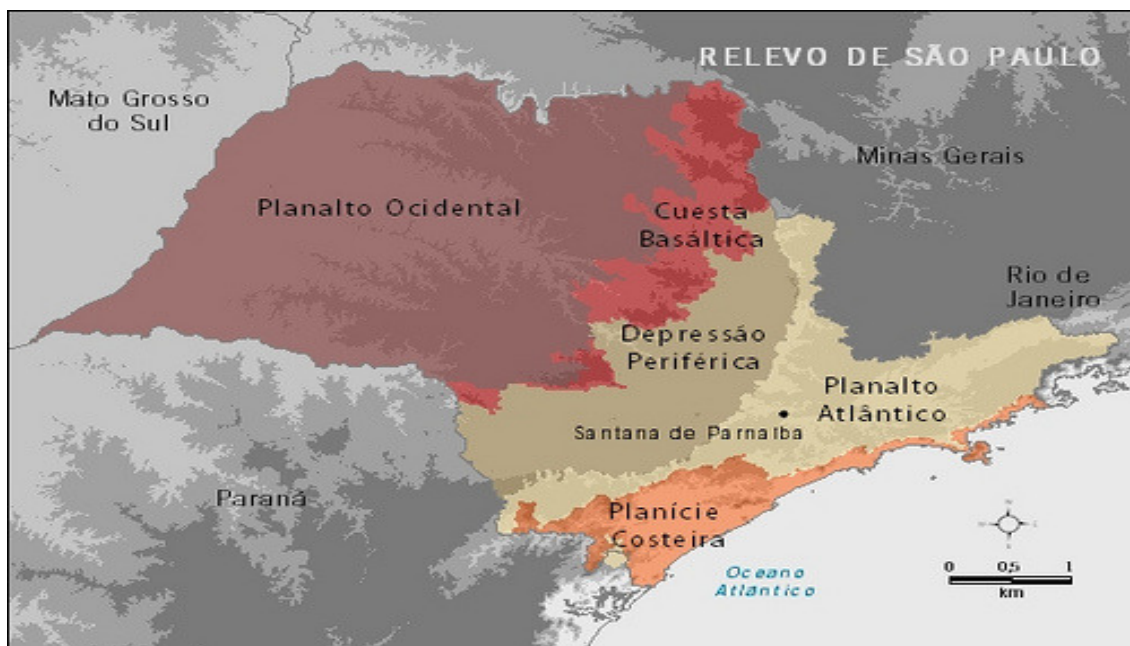 RELEVO DE SÃO PAULO
Mato Grosso
do Sul
Minas Gerais
Planalto Ocidental
Cuesta
Basáltica
Rio de
Janeiro
Depressão
Periférica
Planalto
Atlântico
Santana de Parnaíba
Paraná
Planície
Costeira
Oceano
Atlântico
0 0,5 1
km